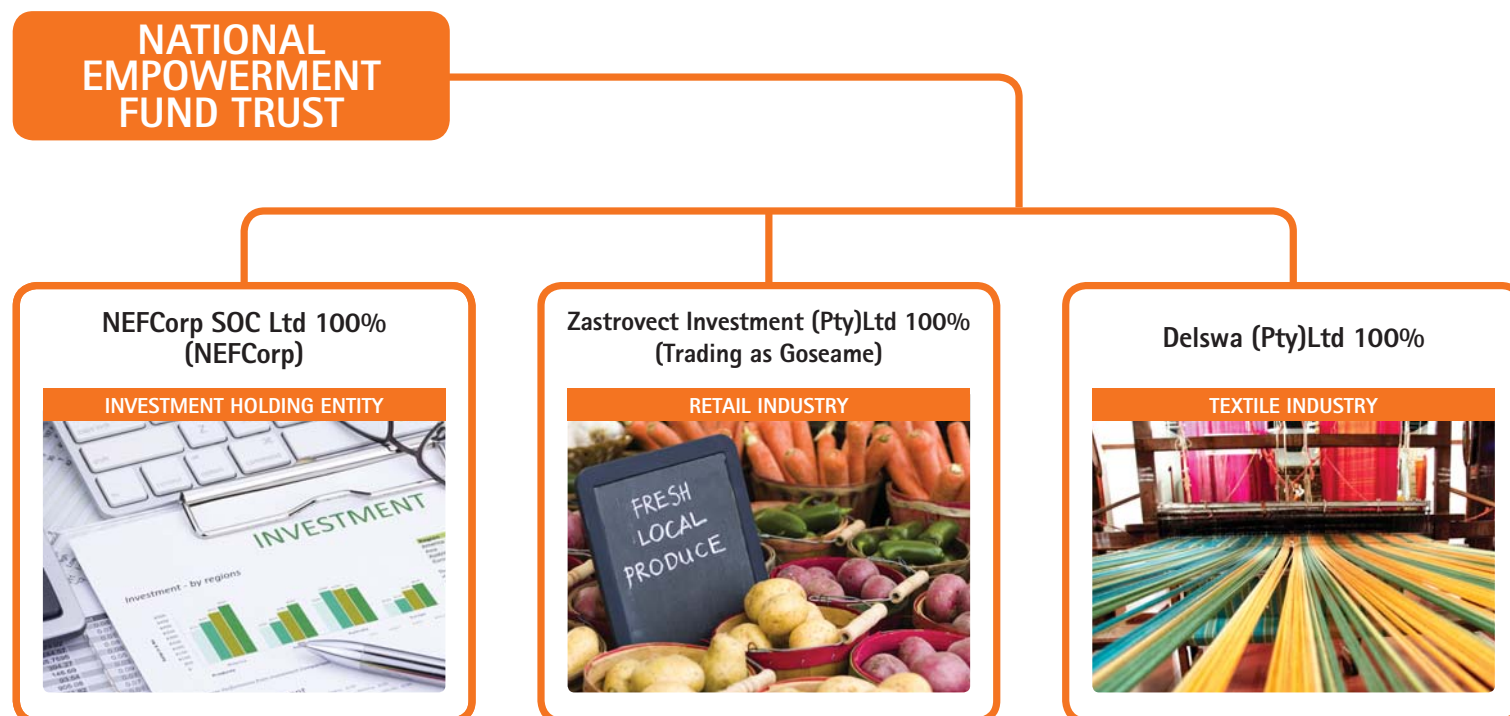 NATIONAL
EMPOWERMENT
FUND TRUST
NEFCorp SOC Ltd 100%
(NEFCorp)
INVESTMENT HOLDING ENTITY
INVESTMENT
Investment - by regions
Zastrovect Investment (Pty)Ltd 100%
(Trading as Goseame)
RETAIL INDUSTRY
FRESH
LOCAL
PRODUCE
Delswa (Pty)Ltd 100%
TEXTILE INDUSTRY